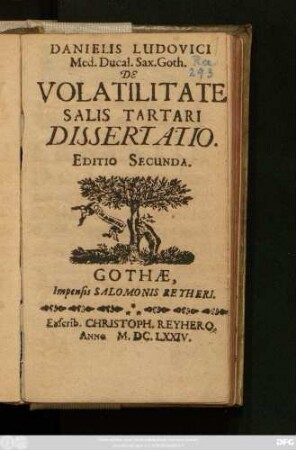 DANIELIS LUDOVICI
Med. Ducal. Sax. Goth.
DE
VOLATILITATE
SALIS TARTARI
DISSERTATIO.
EDITIO SECUNDA.
GOTHÆ,
Impensis SALOMONIS REYHERI.
Exscrib. CHRISTOPH. REYHERO,
ANNO M. DC. LXXIV.